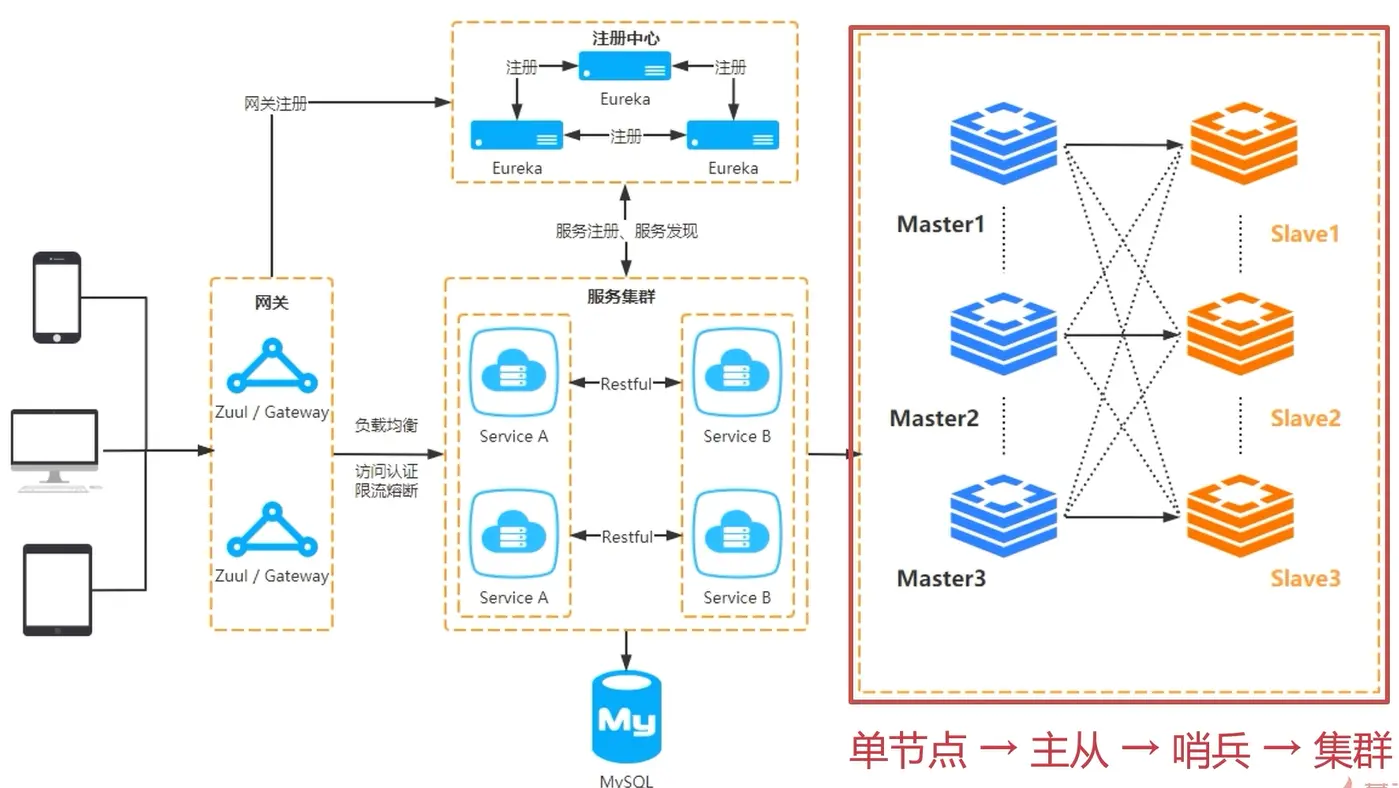 注册中心
注册
注册
Eureka
注册
Eureka
Eureka
网关注册
服务注册、服务发现
网关
Zuul / Gateway
Zuul / Gateway
负载均衡
访问认证
限流熔断
服务集群
Restful
Service A
Service B
Restful
Service A
Service B
My
MySQL
Master1
Slave1
Master2
Slave2
Master3
Slave3
单节点 → 主从 → 哨兵 → 集群